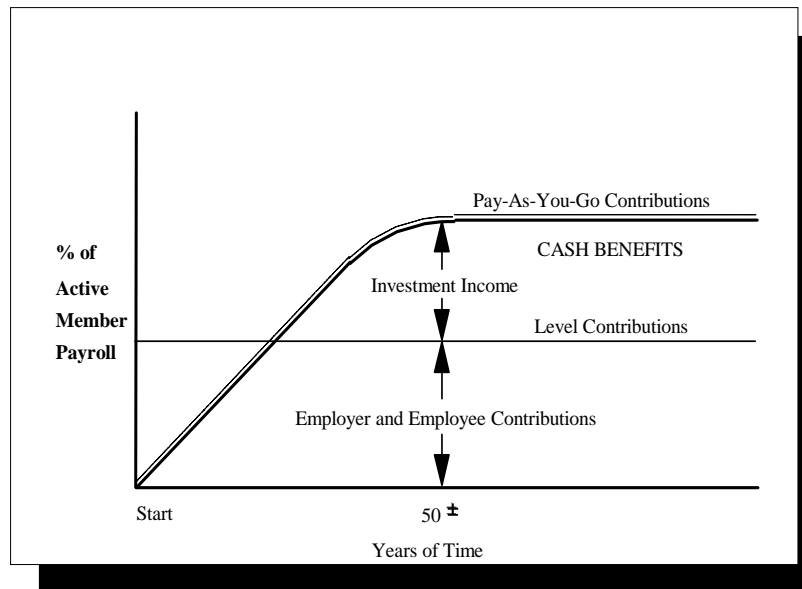 Pay-As-You-Go Contributions
% of
Active
Member
Payroll
CASH BENEFITS
Investment Income
Level Contributions
Employer and Employee Contributions
Start
50 ±
Years of Time